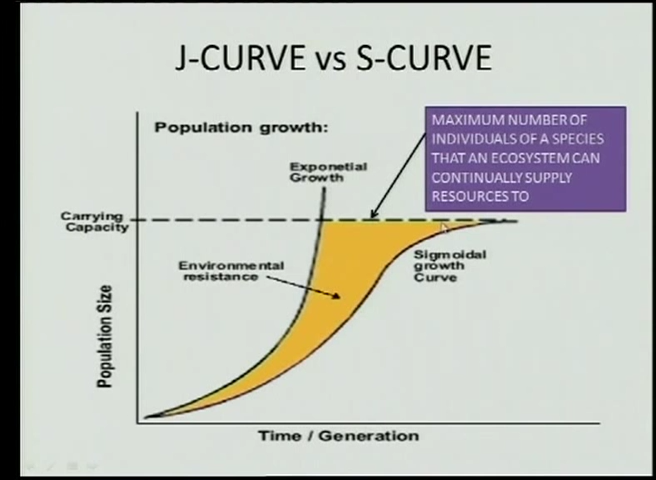 J-CURVE vs S-CURVE
Population growth:
MAXIMUM NUMBER OF
INDIVIDUALS OF A SPECIES
THAT AN ECOSYSTEM CAN
CONTINUALLY SUPPLY
RESOURCES TO
Exponetial
Growth
Carrying
Capacity
Environmental
resistance
Sigmoidal
growth
Curve
Population Size
Time / Generation